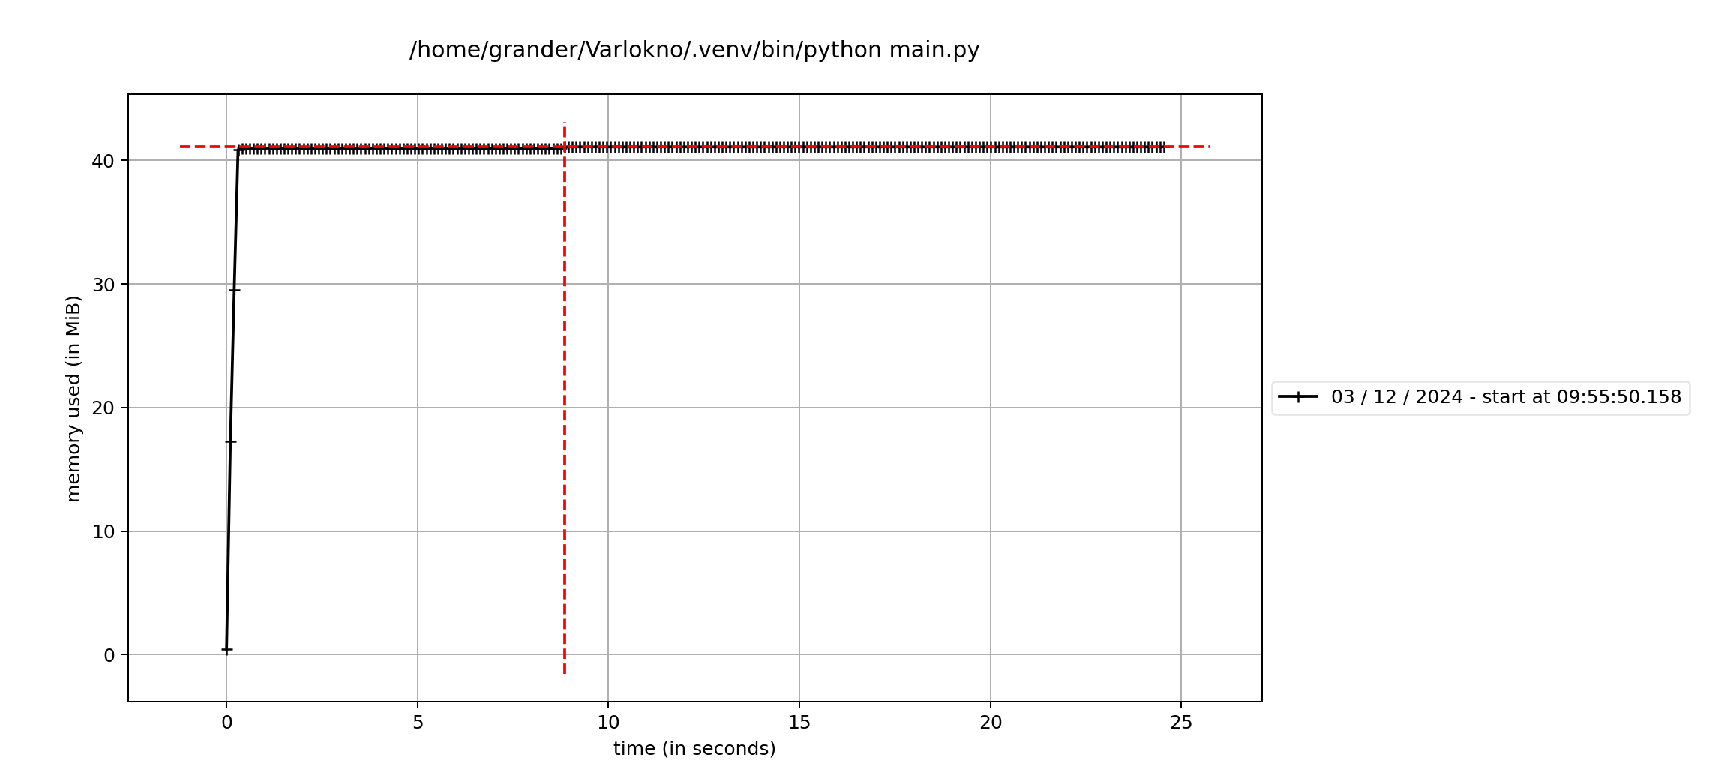 /home/grander/Varlokno/.venv/bin/python main.py
40
30
20
10
0
memory used (in MiB)
0 5 10 15 20 25
time (in seconds)
03 / 12 / 2024 - start at 09:55:50.158